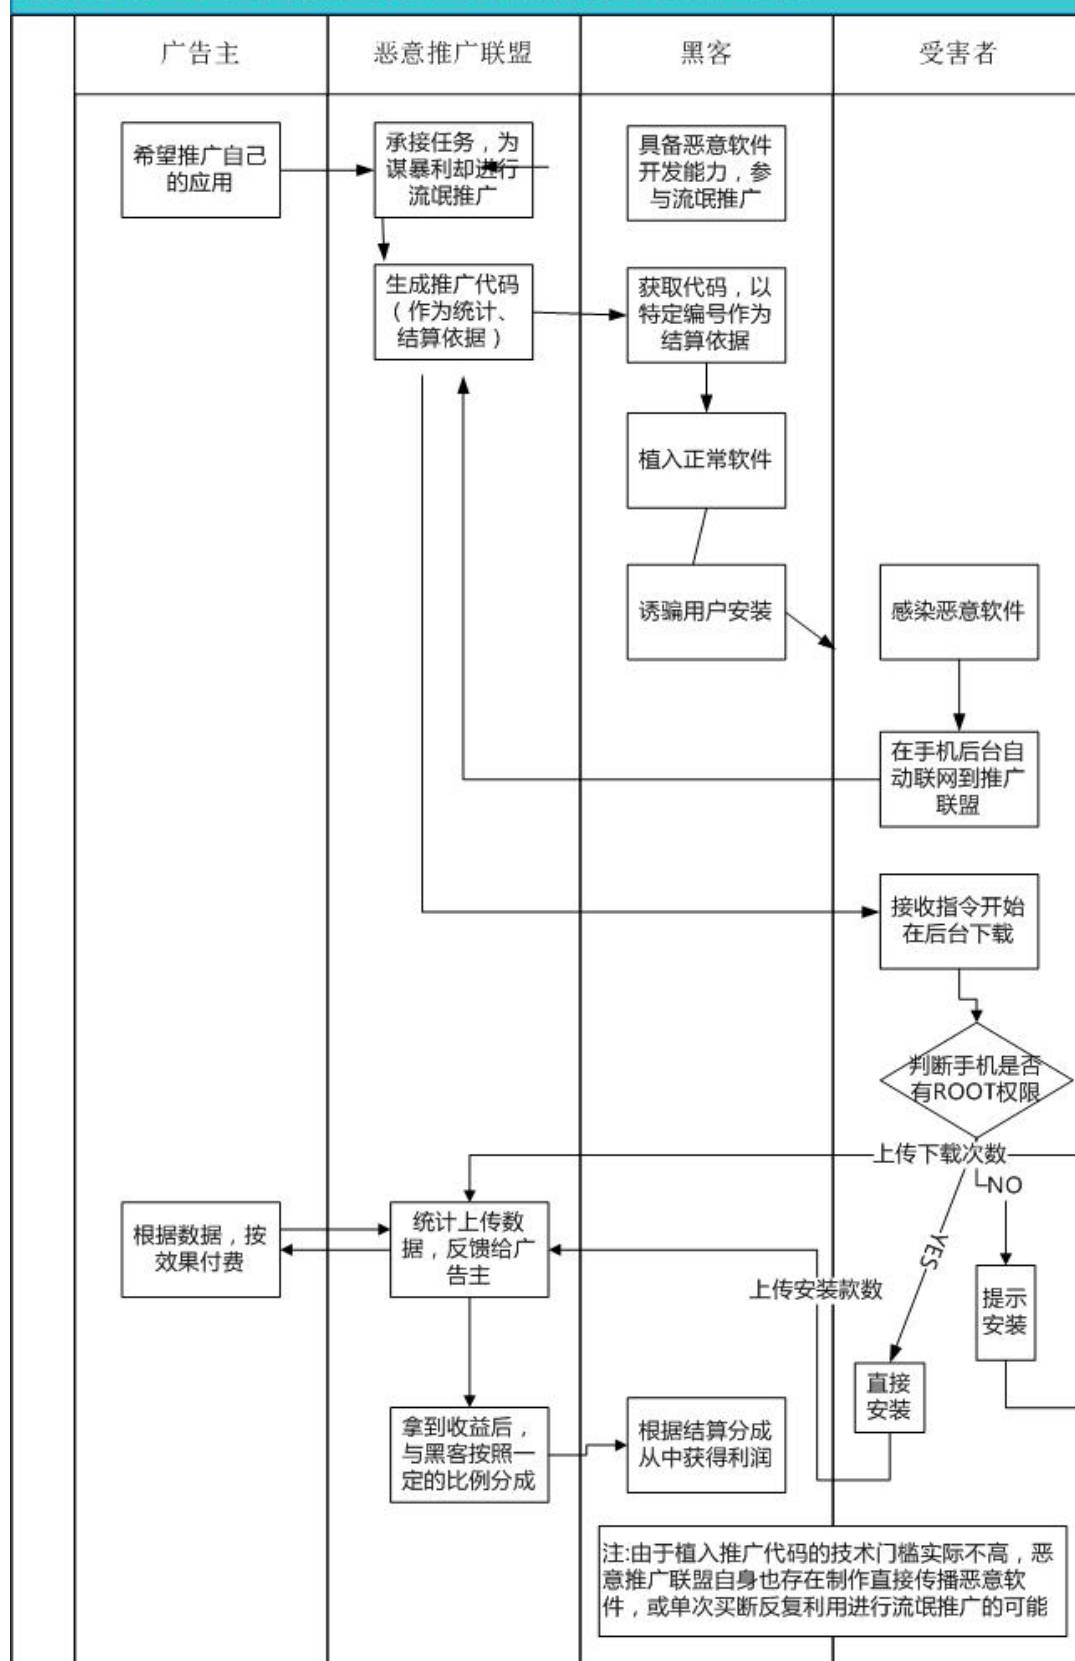 广告主
恶意推广联盟
黑客
受害者
希望推广自己
的应用
承接任务，为
谋暴利却进行
流氓推广
具备恶意软件
开发能力，参
与流氓推广
生成推广代码
（作为统计、
结算依据）
获取代码，以
特定编号作为
结算依据
植入正常软件
诱骗用户安装
感染恶意软件
在手机后台自
动联网到推广
联盟
接收指令开始
在后台下载
判断手机是否
有ROOT权限
上传下载次数
NO
YES
根据数据，按
效果付费
统计上传数
据，反馈给广
告主
上传安装款数
提示
安装
直接
安装
拿到收益后，
与黑客按照一
定的比例分成
根据结算分成
从中获得利润
注:由于植入推广代码的技术门槛实际不高，恶
意推广联盟自身也存在制作直接传播恶意软
件，或单次买断反复利用进行流氓推广的可能